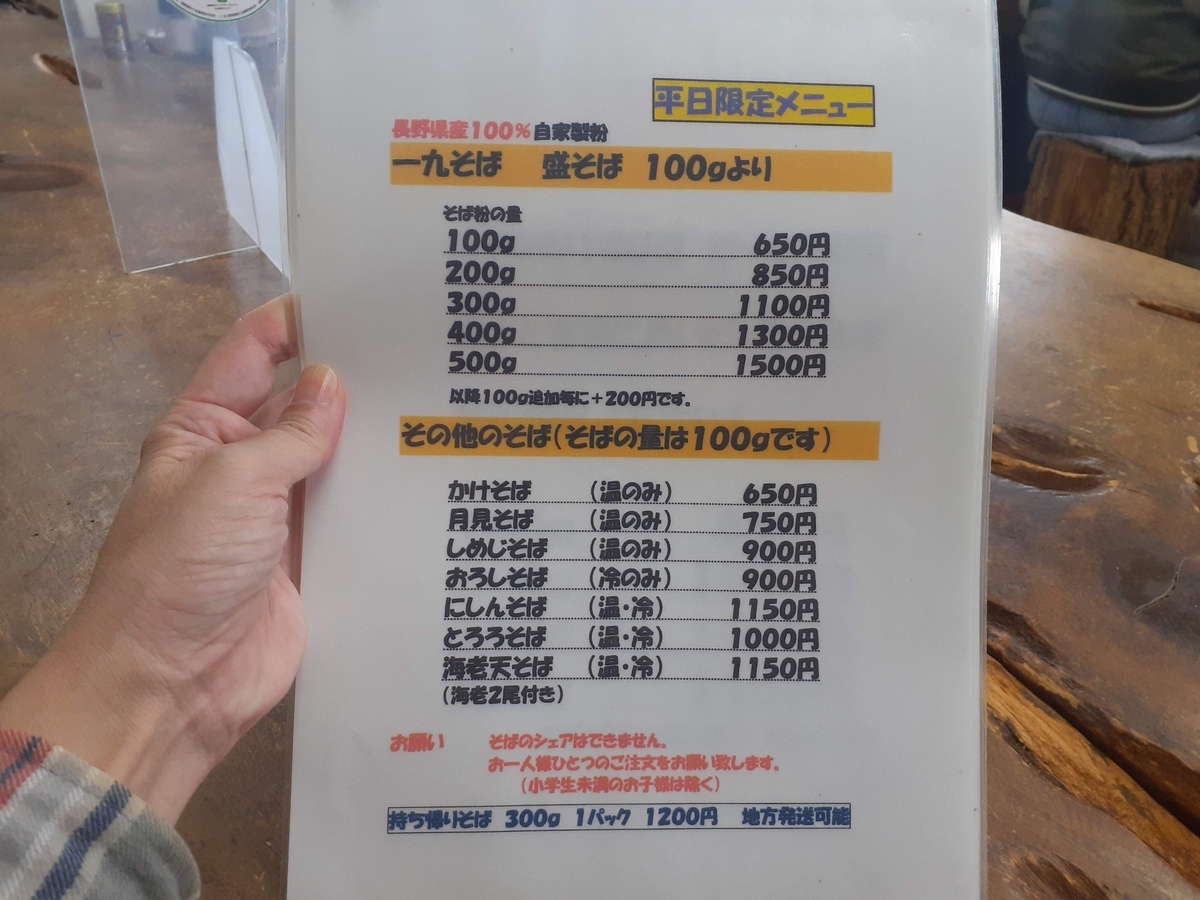 平日限定メニュー
長野県産100％自家製粉
一九そば 盛そば 100gより
そば粉の量
100g 650円
200g 850円
300g 1100円
400g 1300円
500g 1500円
以降100g追加毎に＋200円です。
その他のそば(そばの量は100gです)
かけそば (温のみ) 650円
月見そば (温のみ) 750円
しめじそば (温のみ) 900円
おろしそば (冷のみ) 900円
にしんそば (温・冷) 1150円
とろろそば (温・冷) 1000円
海老天そば (温・冷) 1150円
(海老2尾付き)
お願い そばのシェアはできません。
お一人様ひとつのご注文をお願い致します。
(小学生未満のお子様は除く)
持ち帰りそば 300g 1パック 1200円 地方発送可能